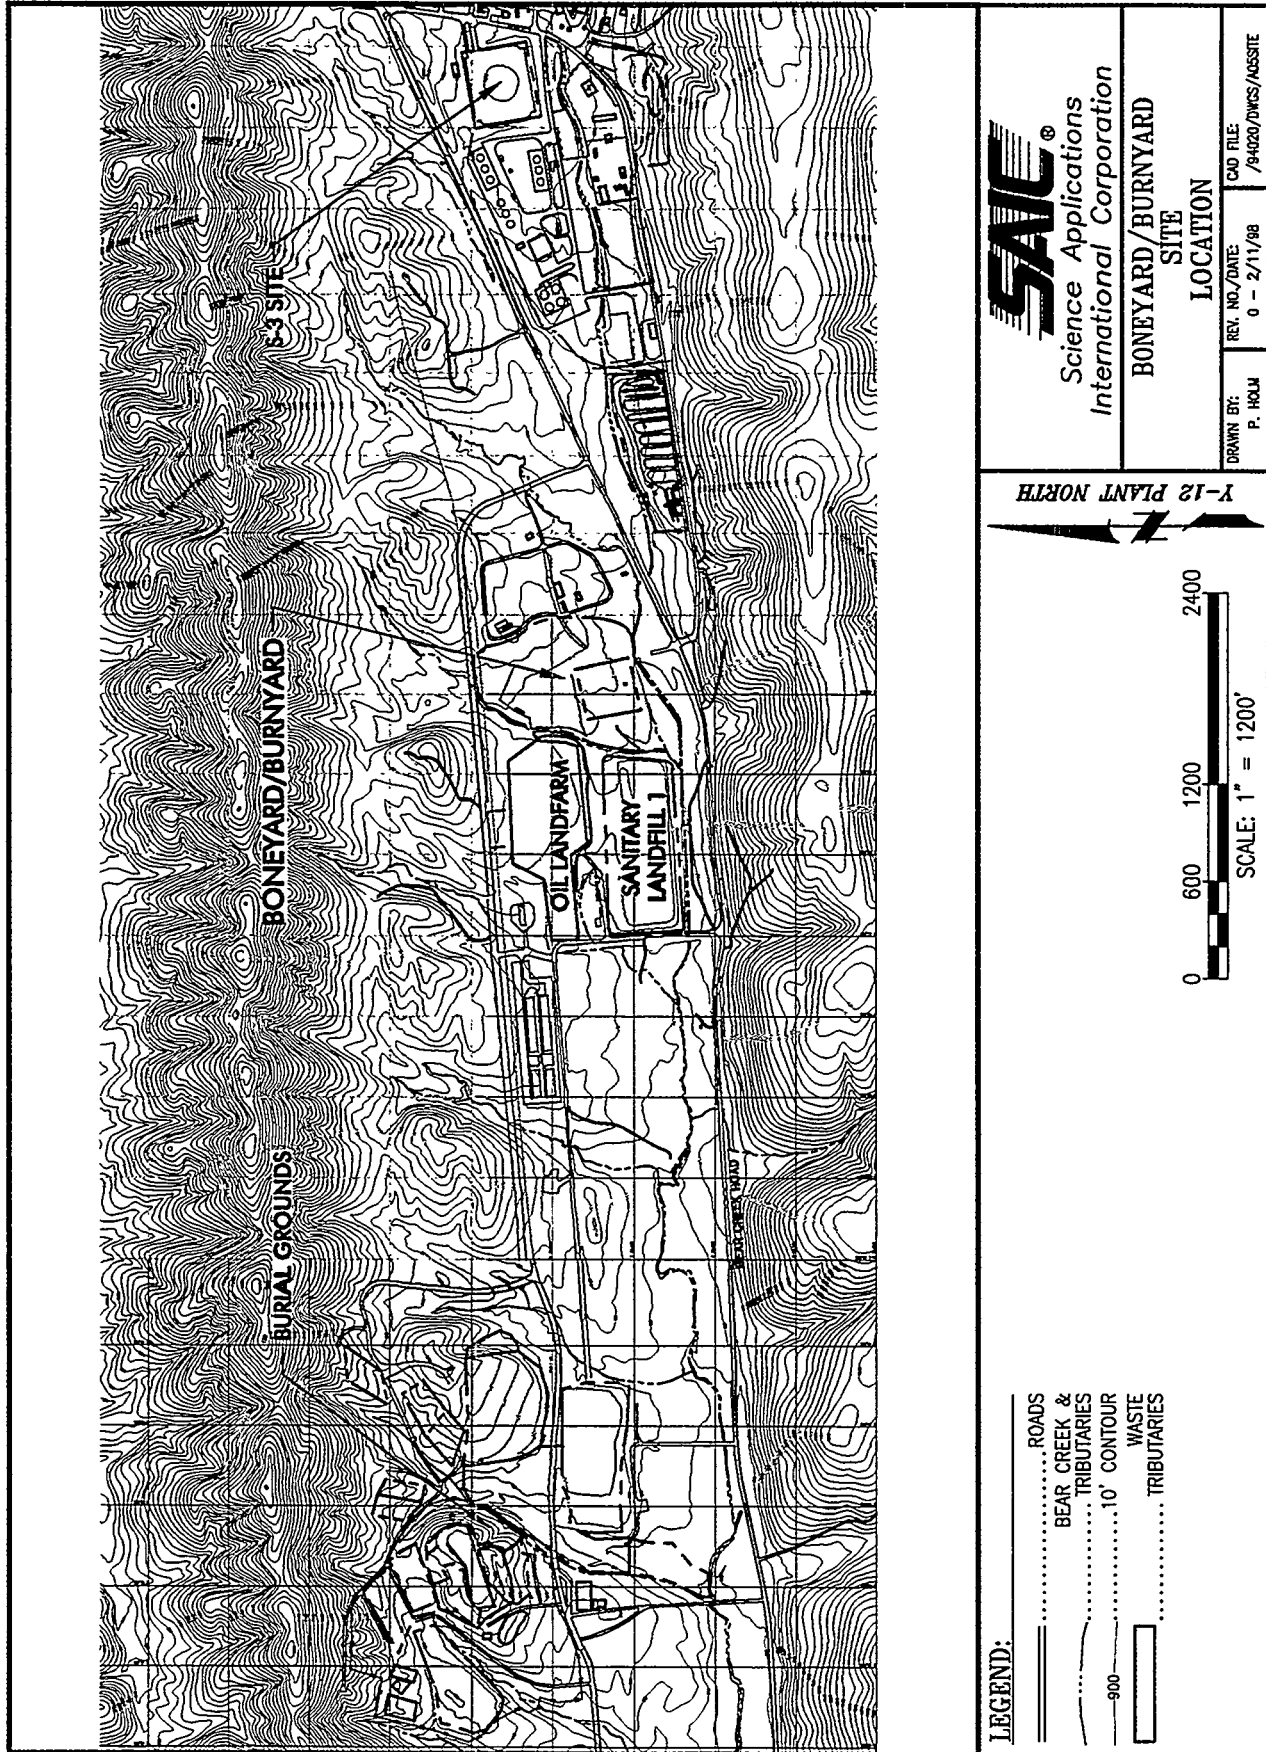 S-3 SITE
BONEYARD/BURNYARD
BURIAL GROUNDS
OIL LANDFARM
SANITARY
LANDFILL 1
BEAR CREEK ROAD
LEGEND:
ROADS
BEAR CREEK &
TRIBUTARIES
900
10' CONTOUR
WASTE
TRIBUTARIES
0 600 1200 2400
SCALE: 1" = 1200'
Y-12 PLANT NORTH
SAIC®
Science Applications
International Corporation
BONEYARD/BURNYARD
SITE
LOCATION
DRAWN BY:
P. HOLM
REV. NO./DATE:
0 - 2/11/98
CAD FILE:
/94020/DWGS/A05SITE